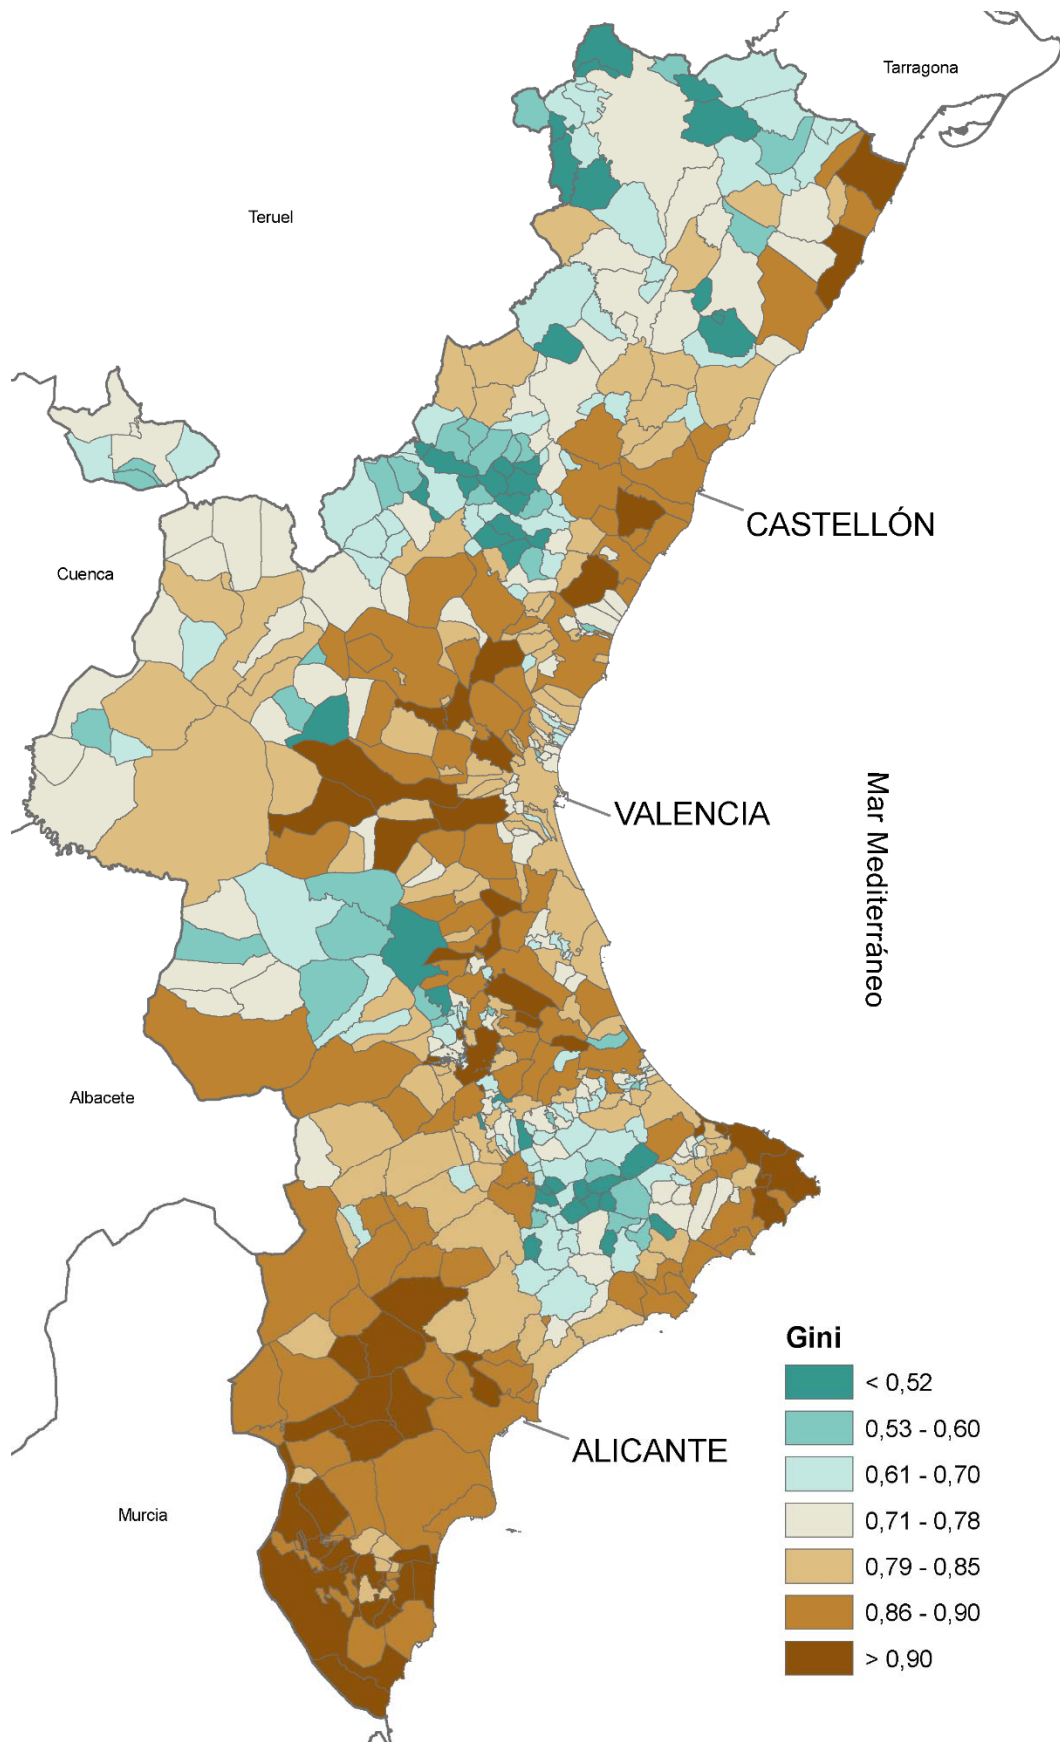 Tarragona
Teruel
CASTELLÓN
Cuenca
Mar Mediterráneo
VALENCIA
Albacete
ALICANTE
Murcia
Gini
< 0,52
0,53 - 0,60
0,61 - 0,70
0,71 - 0,78
0,79 - 0,85
0,86 - 0,90
> 0,90